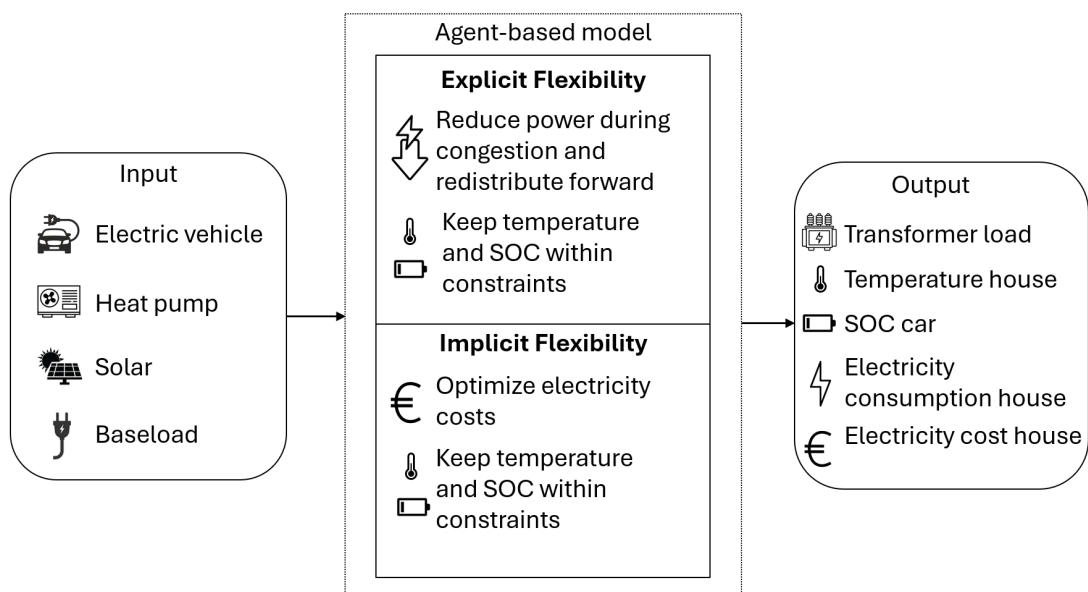 Input
Electric vehicle
Heat pump
Solar
Baseload
Agent-based model
Explicit Flexibility
Reduce power during
congestion and
redistribute forward
Keep temperature
and SOC within
constraints
Implicit Flexibility
€ Optimize electricity
costs
Keep temperature
and SOC within
constraints
Output
Transformer load
Temperature house
SOC car
Electricity
consumption house
€ Electricity cost house